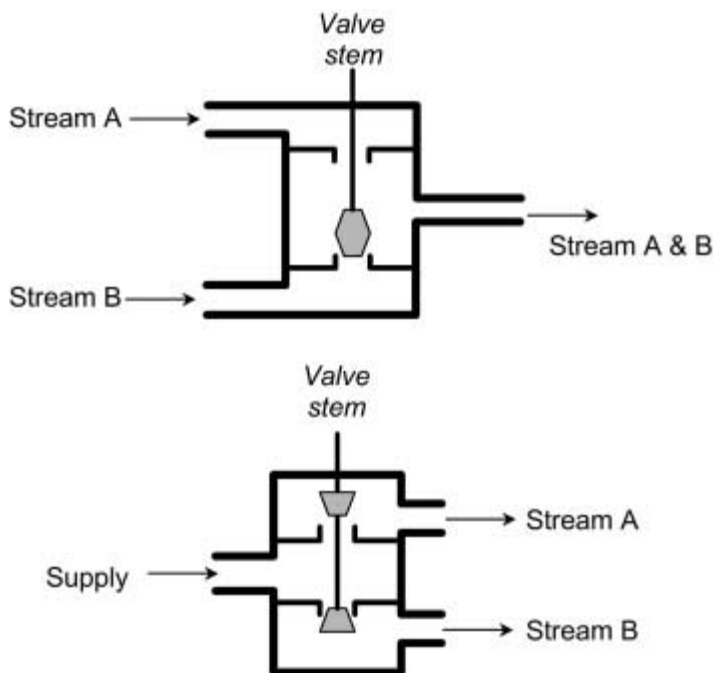 Valve
stem
Stream A
Stream A & B
Stream B
Valve
stem
Stream A
Supply
Stream B